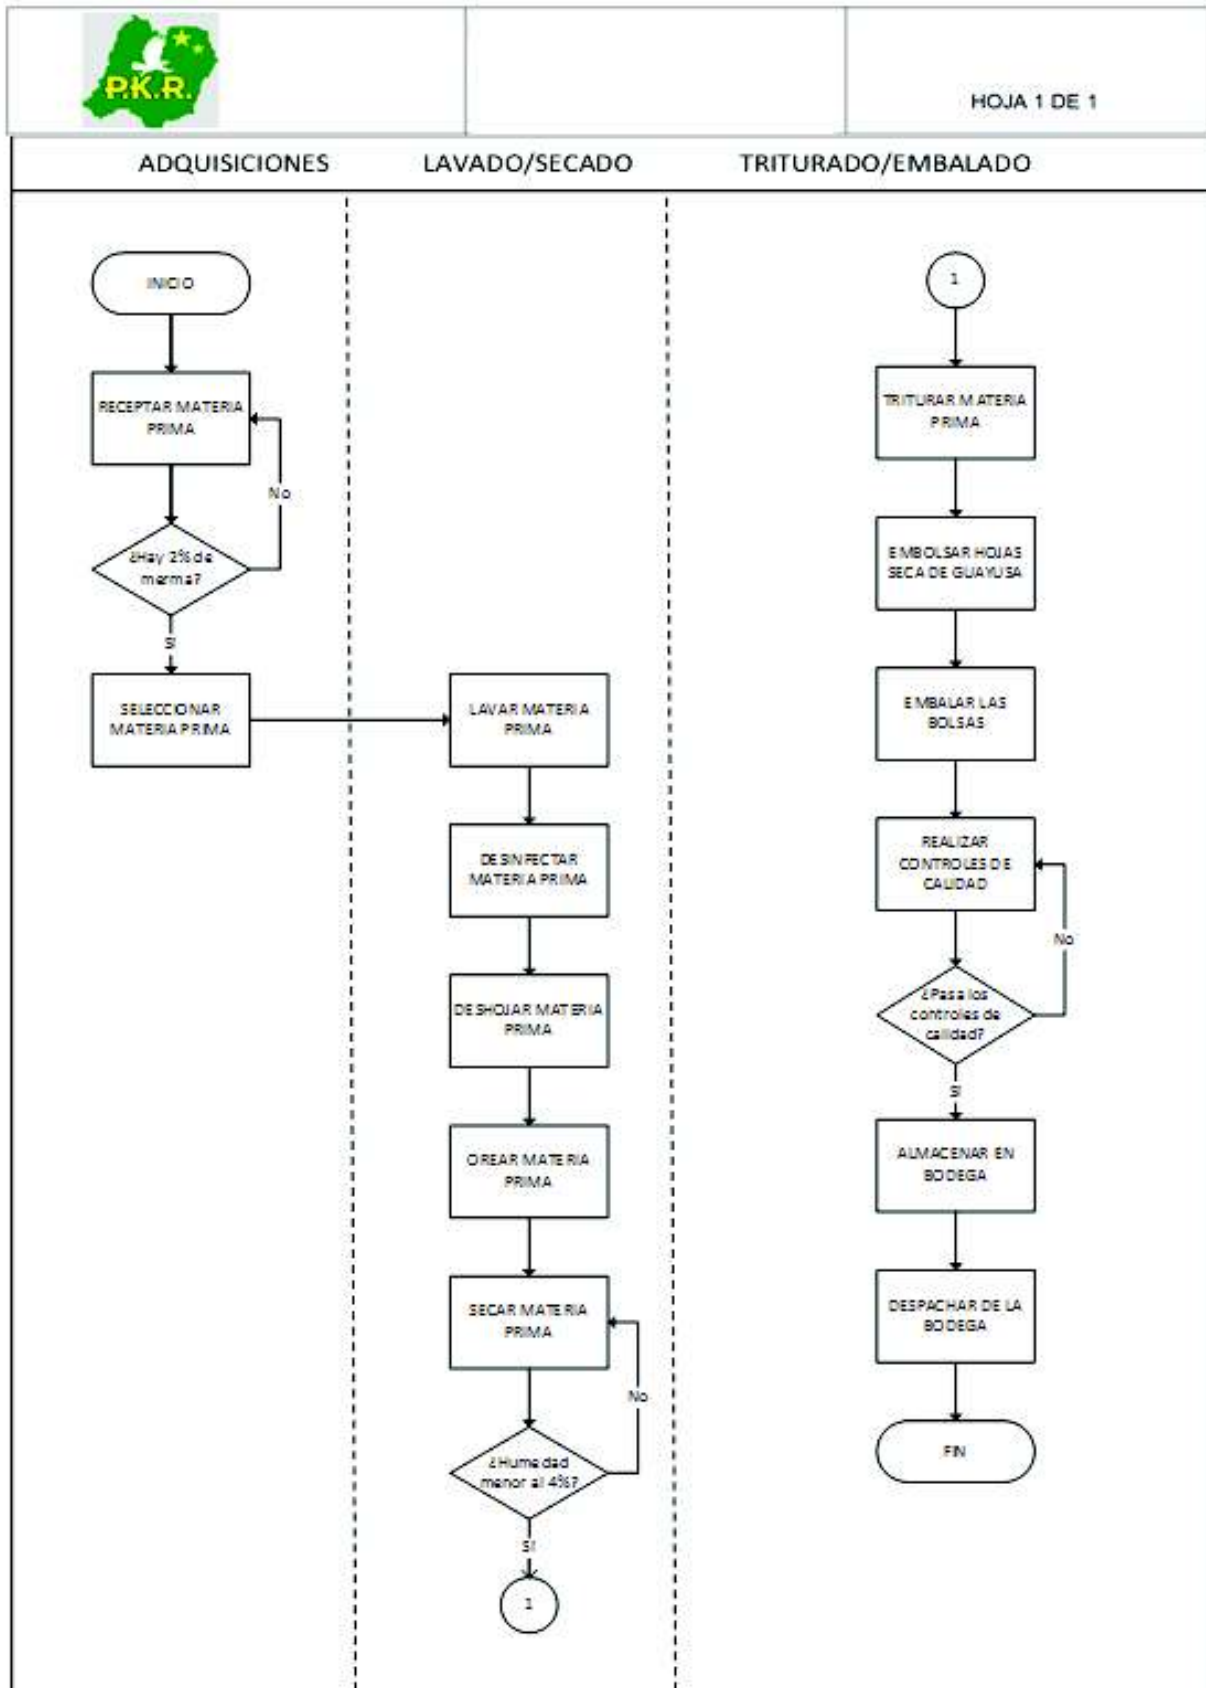 P.K.R.
HOJA 1 DE 1
ADQUISICIONES
LAVADO/SECADO
TRITURADO/EMBALADO
INICIO
RECEPTAR MATERIA
PRIMA
No
¿Hay 2% de
merma?
SI
SELECCIONAR
MATERIA PRIMA
LAVAR MATERIA
PRIMA
DESINFECTAR
MATERIA PRIMA
DESHOJAR MATERIA
PRIMA
OREAR MATERIA
PRIMA
SECAR MATERIA
PRIMA
No
¿Humedad
menor al 4%?
SI
1
1
TRITURAR MATERIA
PRIMA
EMBOLSAR HOJAS
SECA DE GUAYUSA
EMBALAR LAS
BOLSAS
REALIZAR
CONTROLES DE
CALIDAD
No
¿Pasa los
controles de
calidad?
SI
ALMACENAR EN
BODEGA
DESPACHAR DE LA
BODEGA
FIN